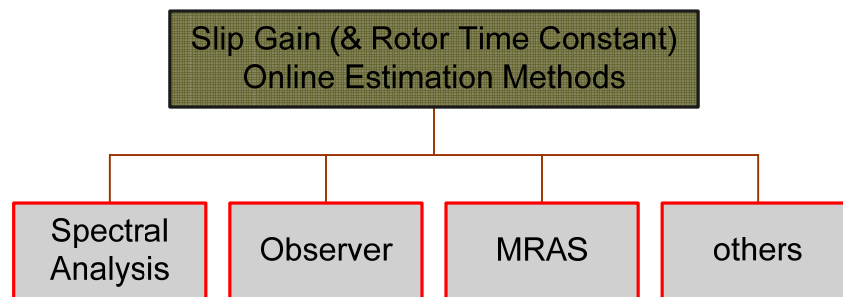 Slip Gain (& Rotor Time Constant)
Online Estimation Methods
Spectral
Analysis
Observer
MRAS
others